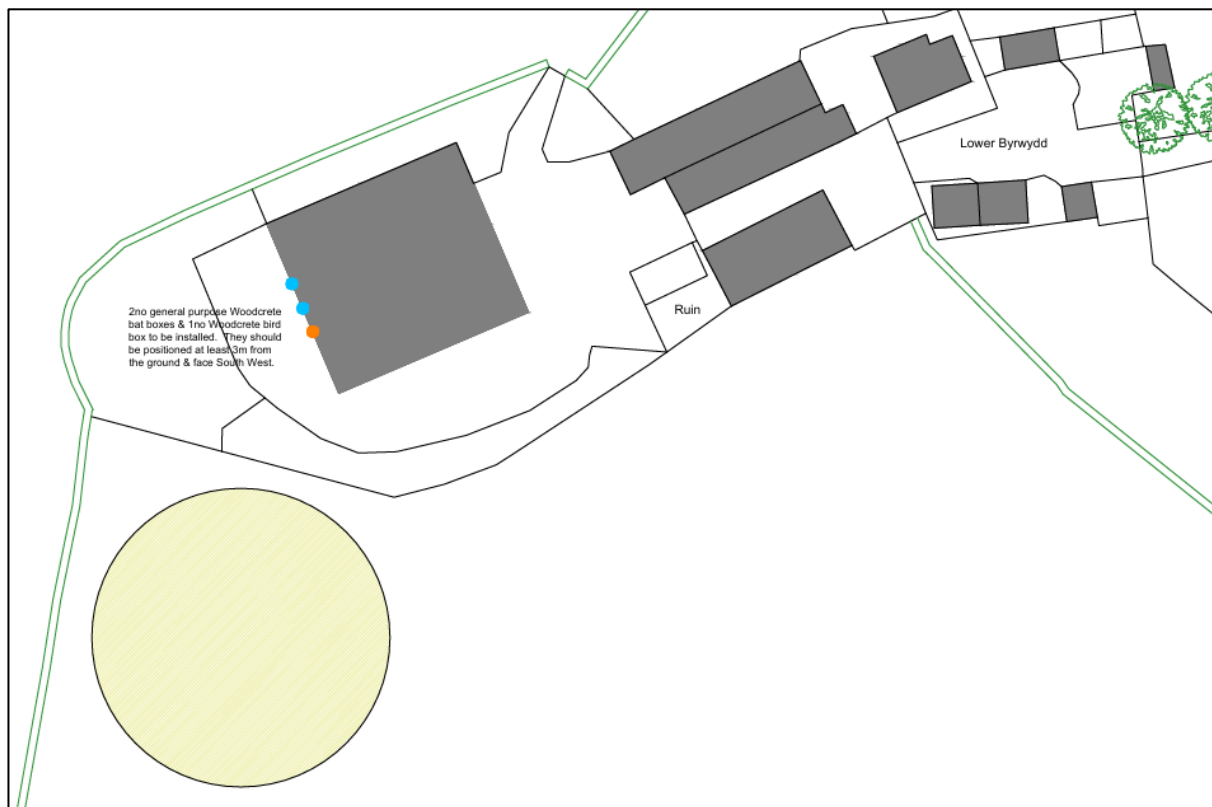 Lower Byrwydd
Ruin
2no general purpose Woodcrete
bat boxes & 1no Woodcrete bird
box to be installed.  They should
be positioned at least 3m from
the ground & face South West.